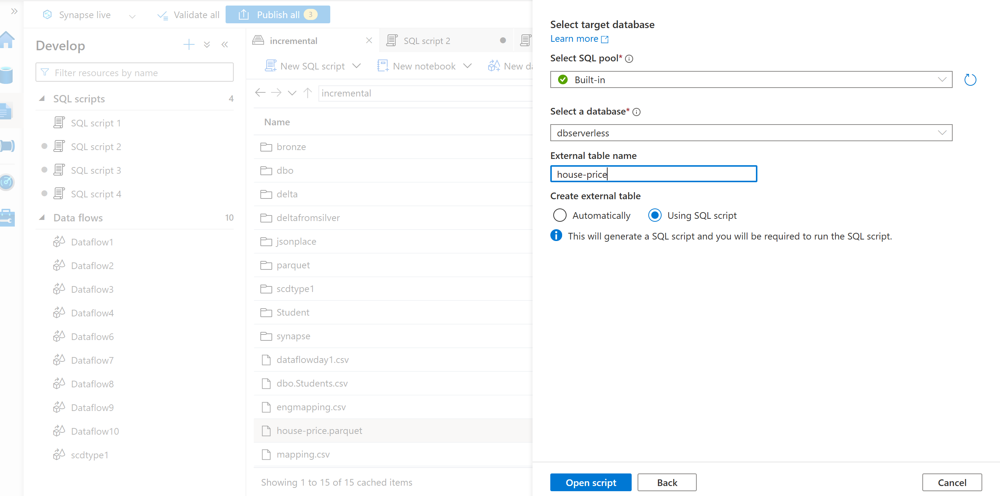 Synapse live
Validate all
Publish all 3
Develop
Filter resources by name
SQL scripts 4
SQL script 1
SQL script 2
SQL script 3
SQL script 4
Data flows 10
Dataflow1
Dataflow2
Dataflow3
Dataflow4
Dataflow6
Dataflow7
Dataflow8
Dataflow9
Dataflow10
scdtype1
incremental
SQL script 2
New SQL script
New notebook
New da
incremental
Name
bronze
dbo
delta
deltafromsilver
jsonplace
parquet
scdtype1
Student
synapse
dataflowday1.csv
dbo.Students.csv
engmapping.csv
house-price.parquet
mapping.csv
Showing 1 to 15 of 15 cached items
Select target database
Learn more
Select SQL pool*
Built-in
Select a database*
dbserverless
External table name
house-price
Create external table
Automatically
Using SQL script
This will generate a SQL script and you will be required to run the SQL script.
Open script
Back
Cancel